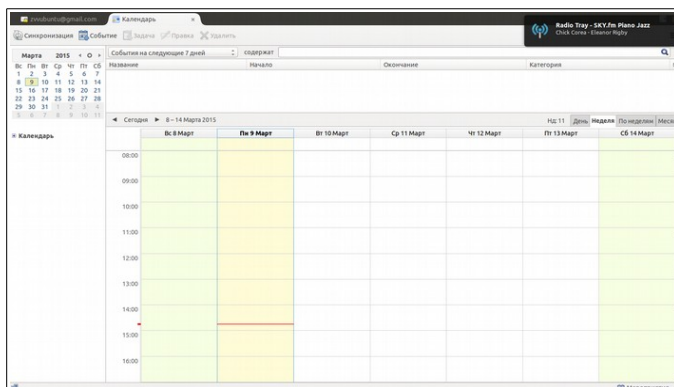 zvvubuntu@gmail.com
Календарь
×
Radio Tray - SKY.fm Piano Jazz
Chick Corea - Eleanor Rigby
Синхронизация Событие Задача Правка Удалить
Марта 2015
События на следующие 7 дней содержат
Вс Пн Вт Ср Чт Пт Сб
Название Начало Окончание Категория
1 2 3 4 5 6 7
8 9 10 11 12 13 14
15 16 17 18 19 20 21
22 23 24 25 26 27 28
29 30 31 1 2 3 4
5 6 7 8 9 10 11
Сегодня 8 – 14 Марта 2015 Нд: 11 День Неделя По неделям Меся
Календарь
Вс 8 Март Пн 9 Март Вт 10 Март Ср 11 Март Чт 12 Март Пт 13 Март Сб 14 Март
08:00
09:00
10:00
11:00
12:00
13:00
14:00
15:00
16:00